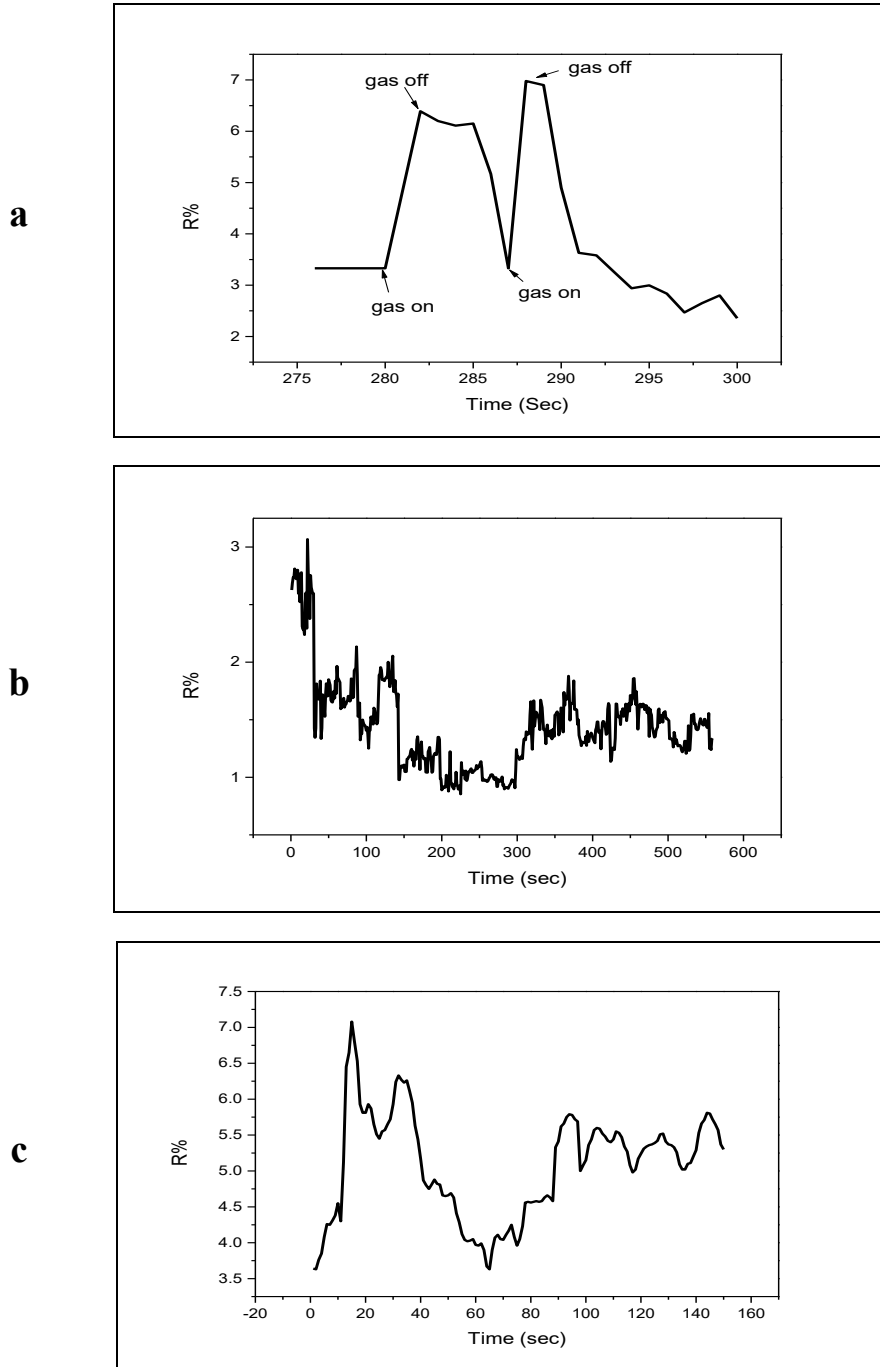 a
R%
7
6
5
4
3
2
gas off
gas off
gas on
gas on
275 280 285 290 295 300
Time (Sec)
b
R%
3
2
1
0 100 200 300 400 500 600
Time (sec)
c
R%
7.5
7.0
6.5
6.0
5.5
5.0
4.5
4.0
3.5
-20 0 20 40 60 80 100 120 140 160
Time (sec)